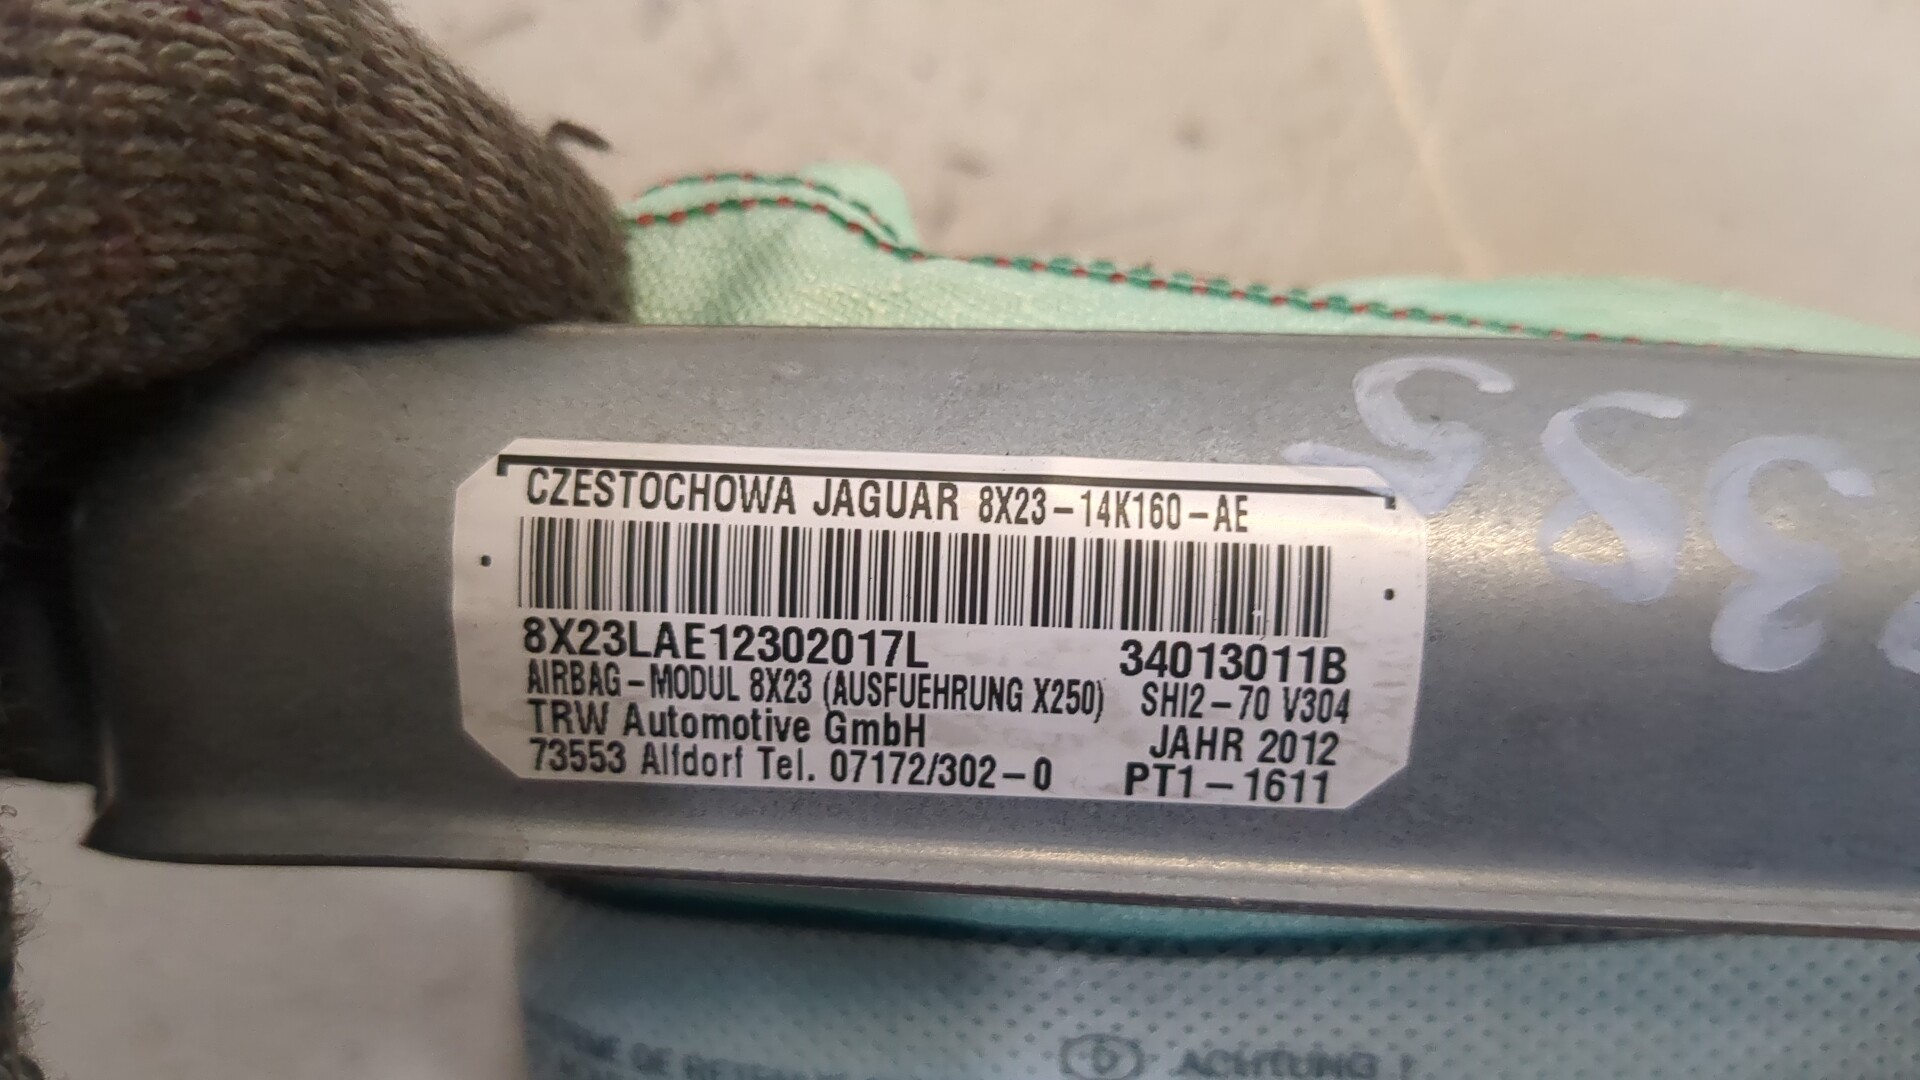 CZESTOCHOWA JAGUAR 8X23-14K160-AE
8X23LAE12302017L 34013011B
AIRBAG-MODUL 8X23 (AUSFUEHRUNG X250) SHI2-70 V304
TRW Automotive GmbH JAHR 2012
73553 Alfdorf Tel. 07172/302-0 PT1-1611
ACHTUNG !